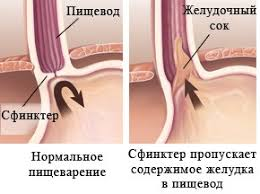 Пищевод
Сфинктер
Нормальное
пищеварение
Желудочный
сок
Сфинктер пропускает
содержимое желудка
в пищевод